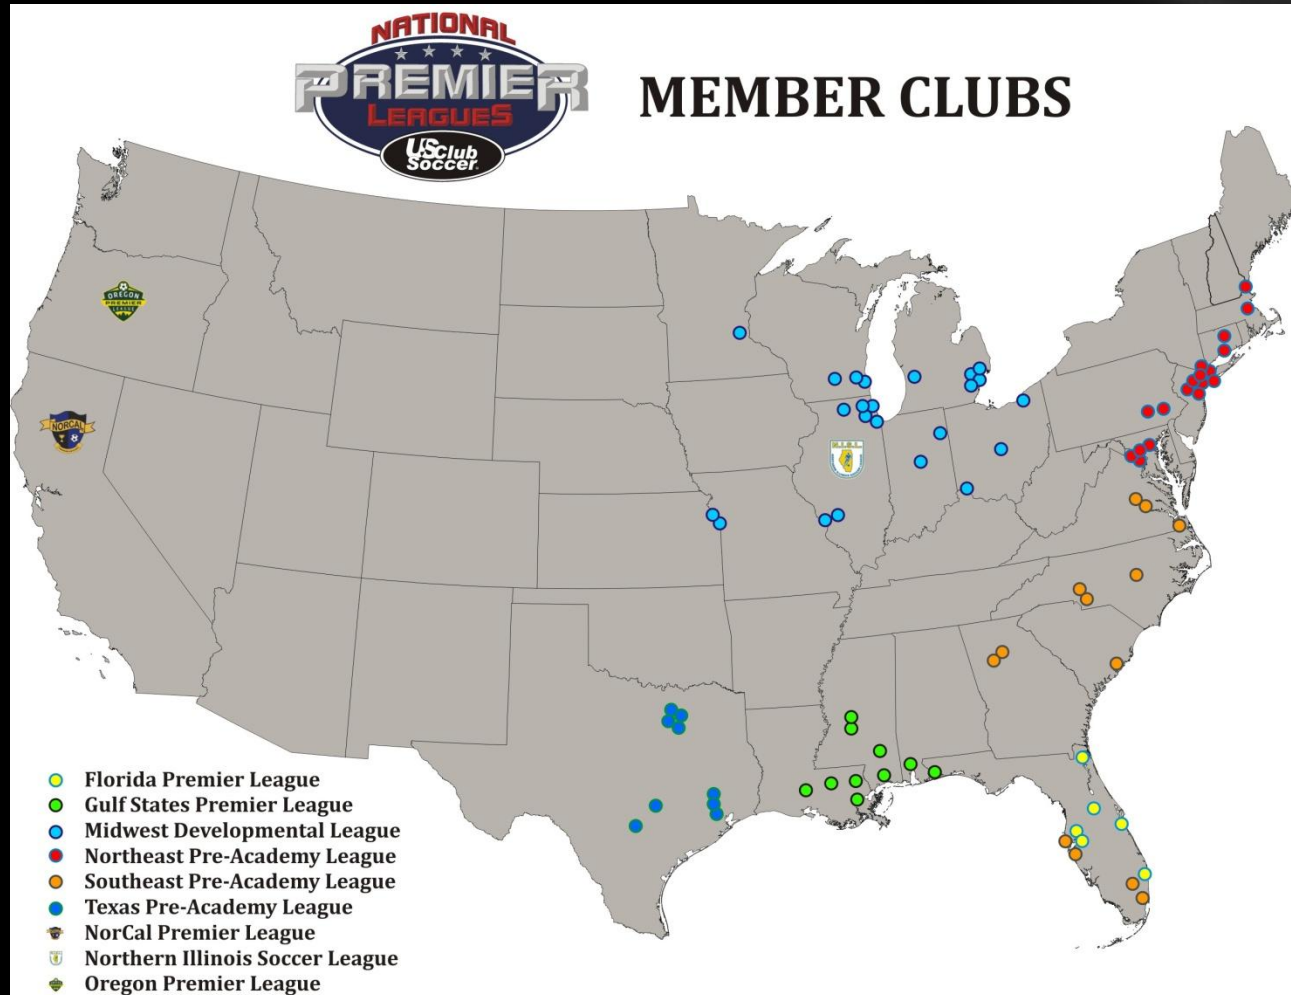 NATIONAL
PREMIER
LEAGUES
US Club
Soccer
MEMBER CLUBS
OREGON
PREMIER
LEAGUE
NORCAL
Florida Premier League
Gulf States Premier League
Midwest Developmental League
Northeast Pre-Academy League
Southeast Pre-Academy League
Texas Pre-Academy League
NorCal Premier League
Northern Illinois Soccer League
Oregon Premier League